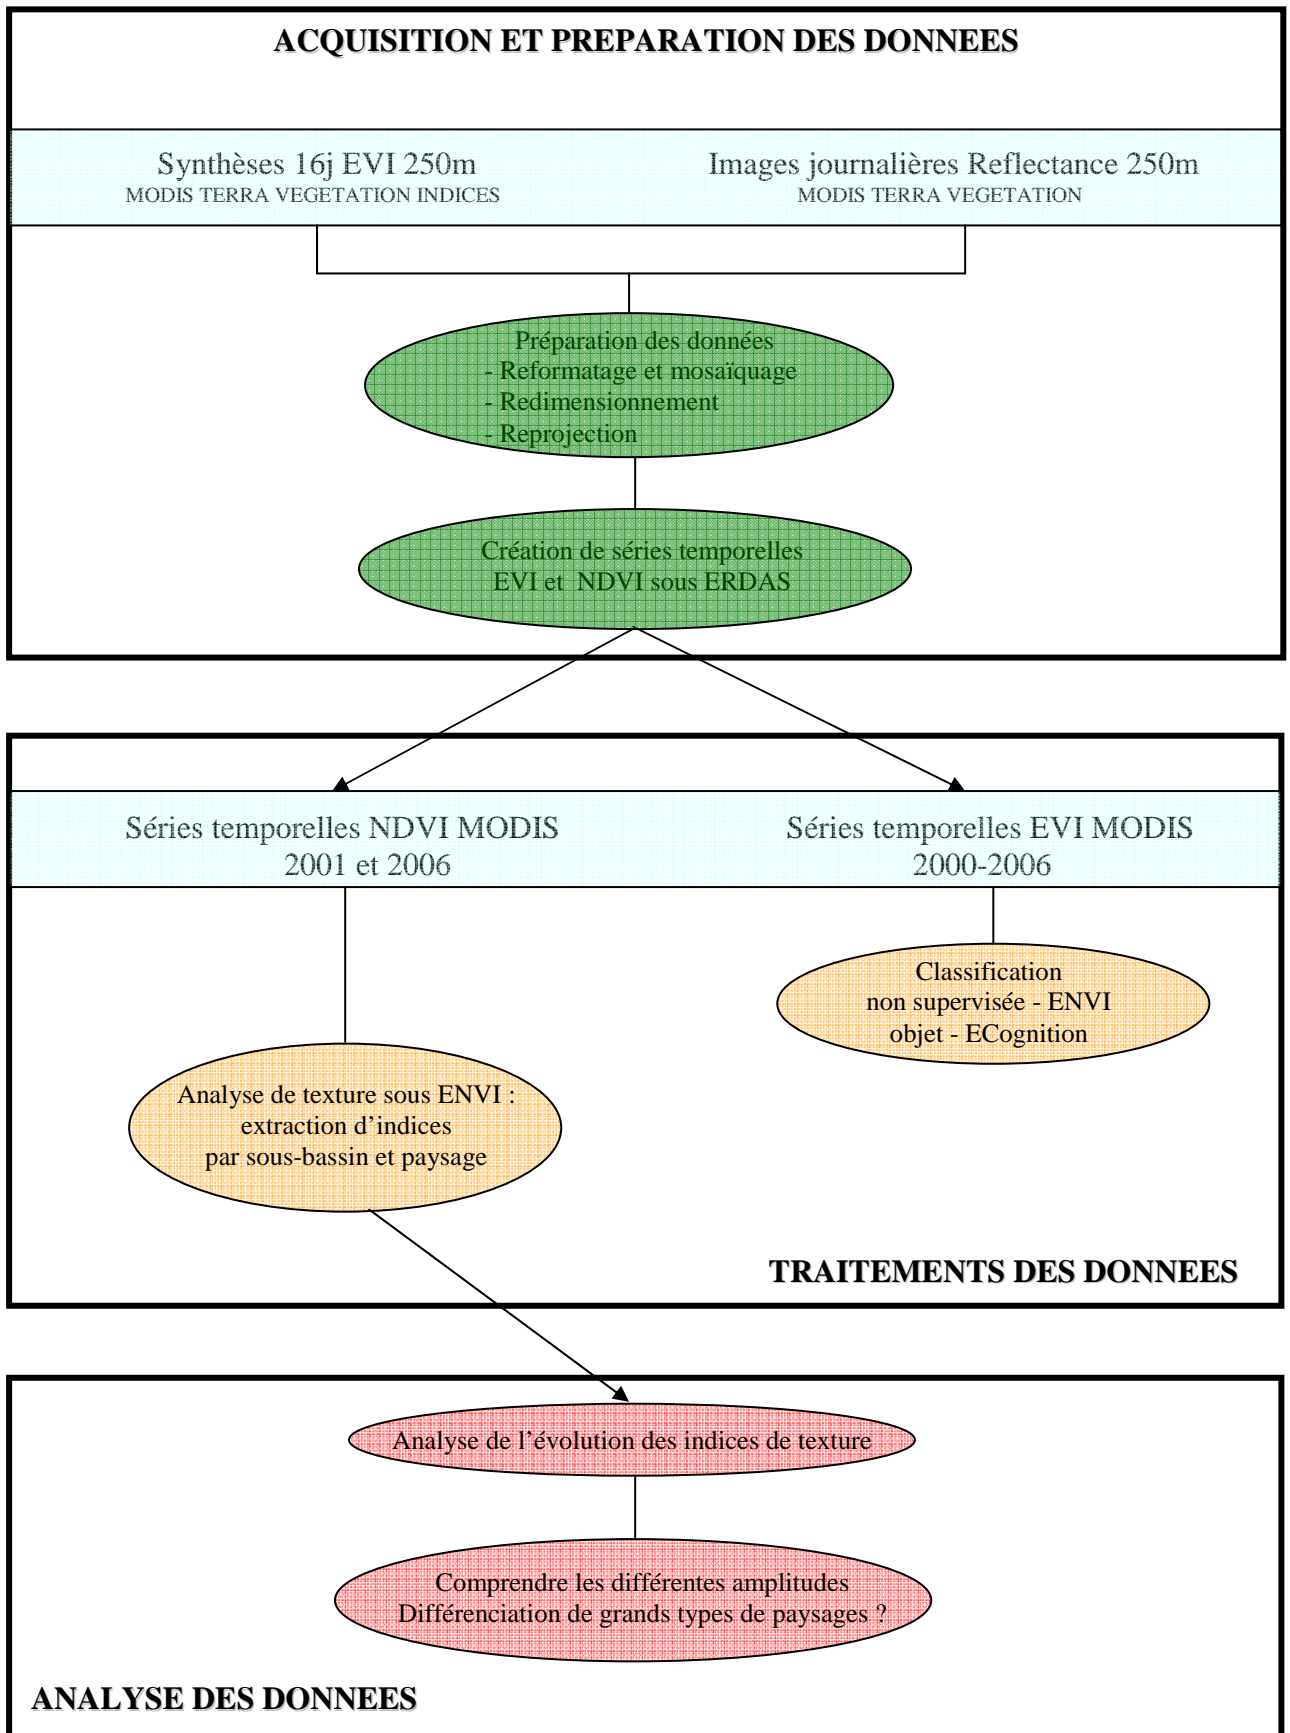 ACQUISITION ET PREPARATION DES DONNEES
Synthèses 16j EVI 250m
MODIS TERRA VEGETATION INDICES
Images journalières Reflectance 250m
MODIS TERRA VEGETATION
Préparation des données
- Reformatage et mosaïquage
- Redimensionnement
- Reprojection
Création de séries temporelles
EVI et NDVI sous ERDAS
Séries temporelles NDVI MODIS
2001 et 2006
Séries temporelles EVI MODIS
2000-2006
Classification
non supervisée - ENVI
objet - ECognition
Analyse de texture sous ENVI :
extraction d’indices
par sous-bassin et paysage
TRAITEMENTS DES DONNEES
Analyse de l’évolution des indices de texture
Comprendre les différentes amplitudes
Différenciation de grands types de paysages ?
ANALYSE DES DONNEES